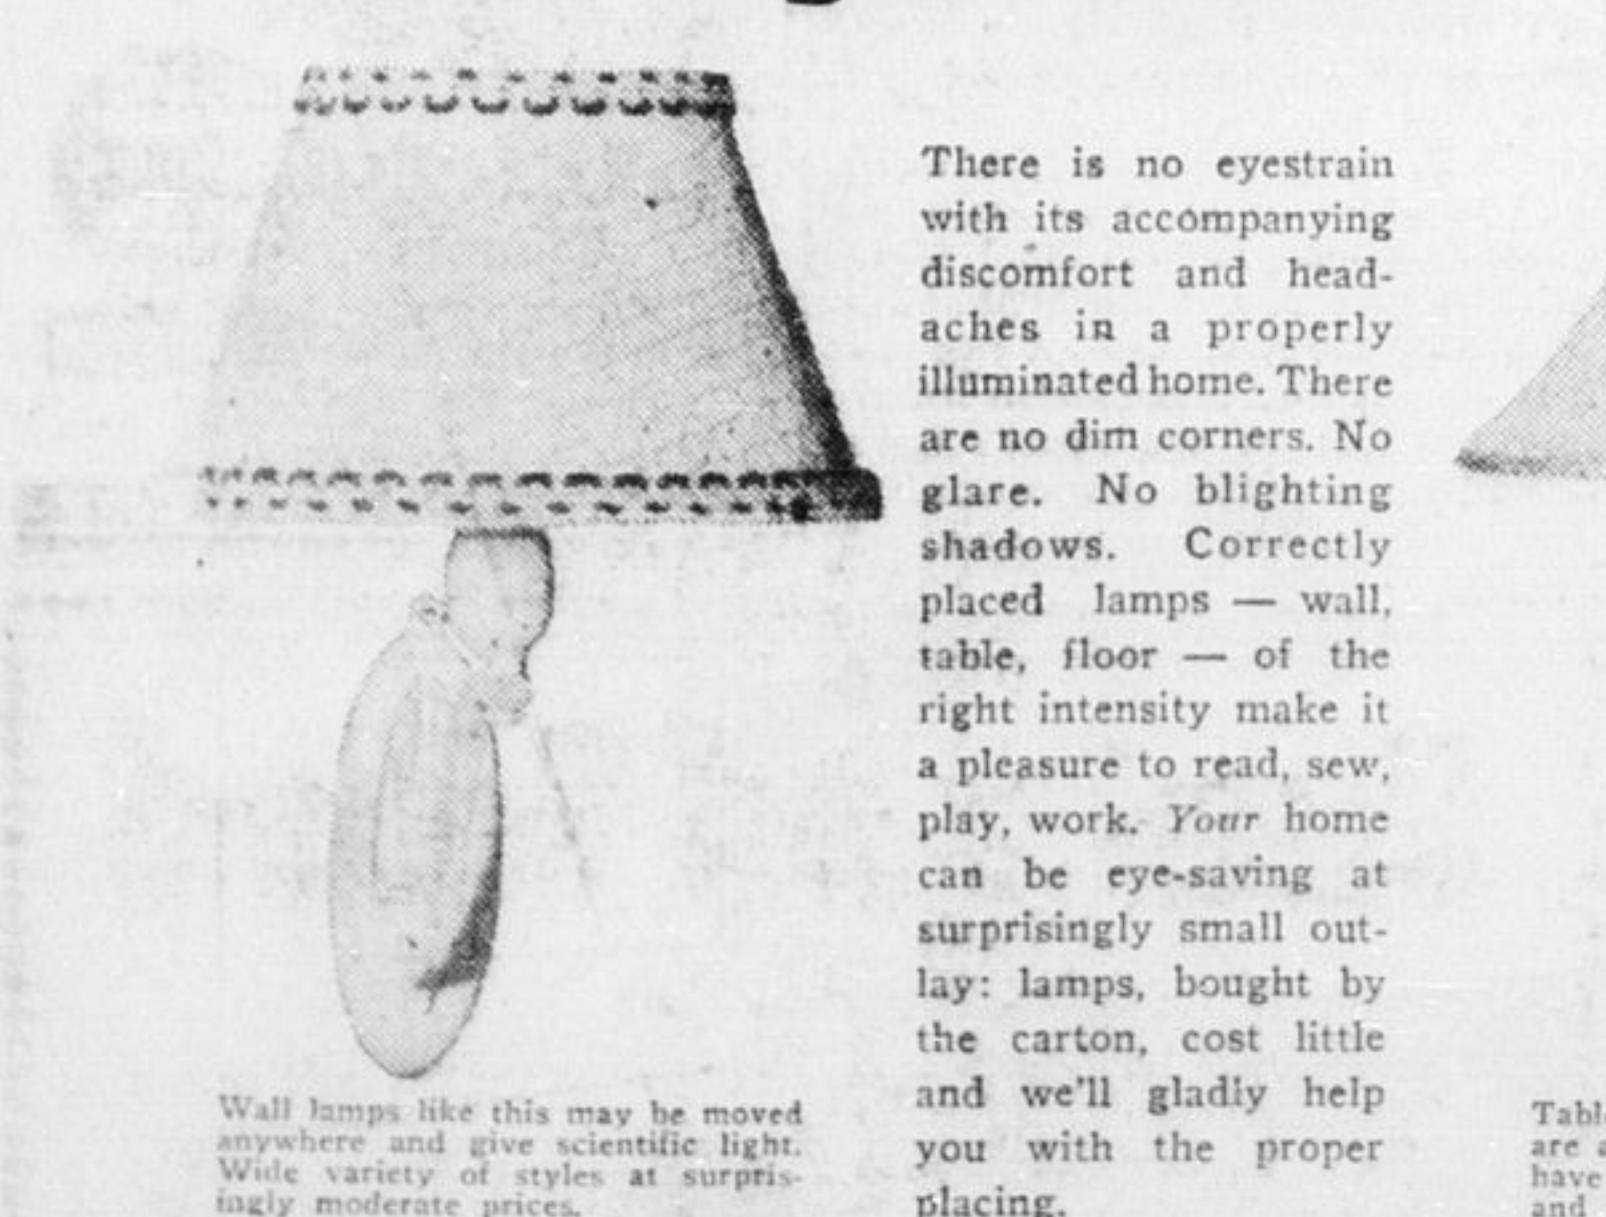 There is no eyestrain
with its accompanying
discomfort and head-
aches in a properly
illuminated home. There
are no dim corners. No
glare. No blighting
shadows. Correctly
placed lamps — wall,
table, floor — of the
right intensity make it
a pleasure to read, sew,
play, work. Your home
can be eye-saving at
surprisingly small out-
lay: lamps, bought by
the carton, cost little
and we'll gladly help
you with the proper
placing.
Wall lamps like this may be moved
anywhere and give scientific light.
Wide variety of styles at surpris-
ingly moderate prices.
are
have
and